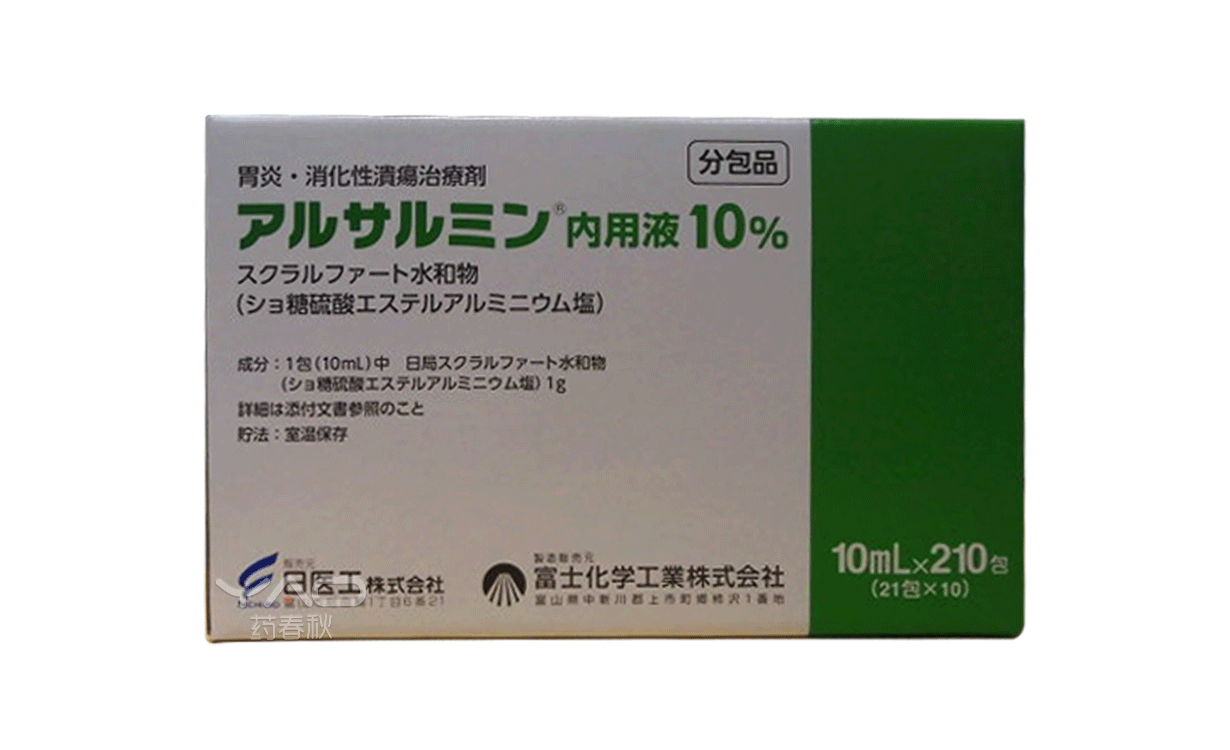 分包品
胃炎・消化性潰瘍治療剤
アルサルミン®内用液10%
スクラルファート水和物
(ショ糖硫酸エステルアルミニウム塩)
成分：1包(10mL)中　日局スクラルファート水和物
(ショ糖硫酸エステルアルミニウム塩)1g
詳細は添付文書参照のこと
貯法：室温保存
販売元
日医工株式会社
1丁目6番21
药春秋
製造販売元
富士化学工業株式会社
富山県中新川郡上市町郷柿沢1番地
10mL×210包
(21包×10)